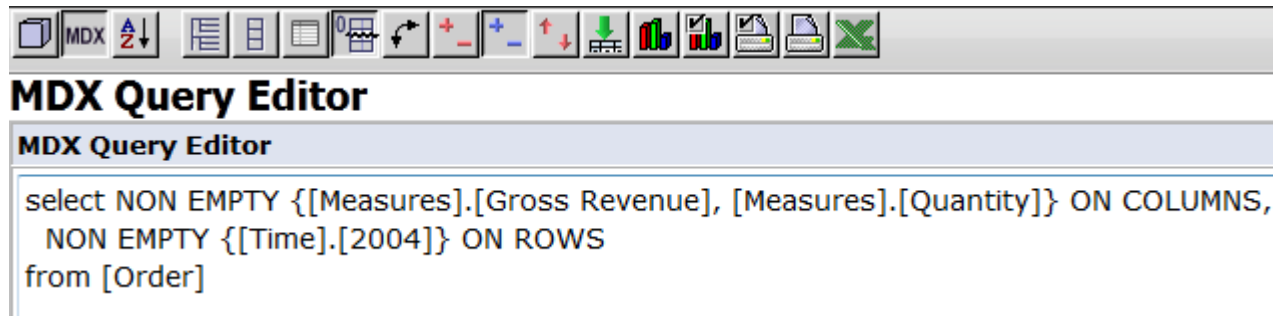 MDX
A
Z
0
MDX Query Editor
MDX Query Editor
select NON EMPTY {[Measures].[Gross Revenue], [Measures].[Quantity]} ON COLUMNS,
NON EMPTY {[Time].[2004]} ON ROWS
from [Order]